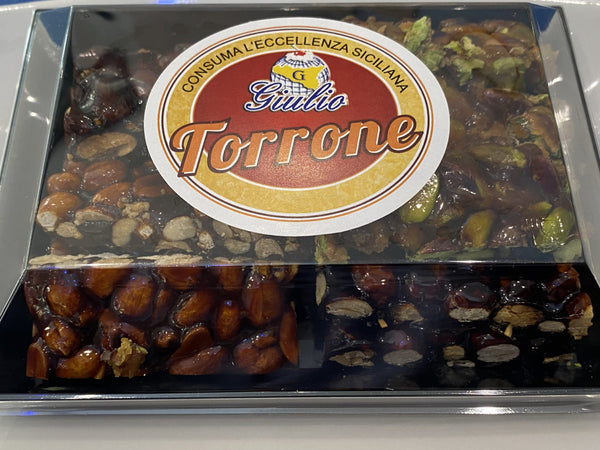 CONSUMA L'ECCELLENZA SICILIANA
G
Giulio
Torrone